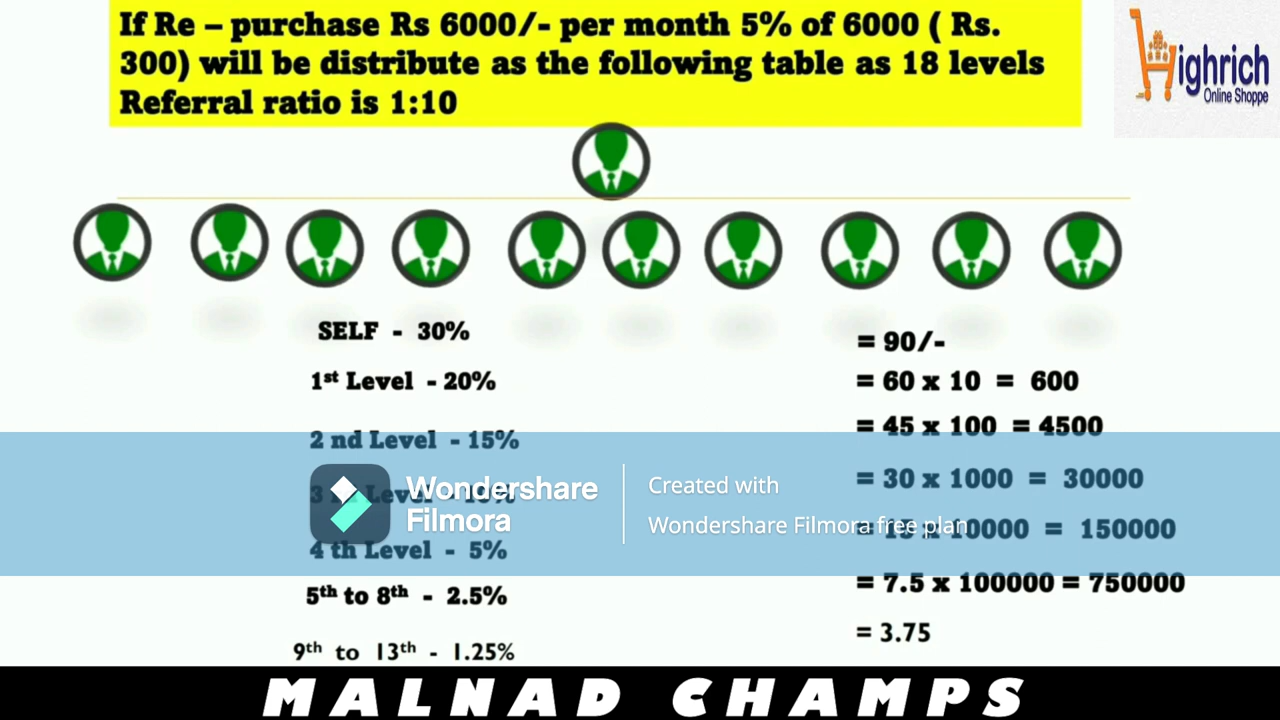 If Re – purchase Rs 6000/- per month 5% of 6000 ( Rs.
300) will be distribute as the following table as 18 levels
Referral ratio is 1:10
Highrich
Online Shoppe
SELF - 30%
= 90/-
1st Level - 20%
= 60 x 10 = 600
2 nd Level - 15%
= 45 x 100 = 4500
= 30 x 1000 = 30000
Wondershare
Filmora
Created with
Wondershare Filmora free plan.
= 15 x 10000 = 150000
4 th Level - 5%
5th to 8th - 2.5%
= 7.5 x 100000 = 750000
9th to 13th - 1.25%
= 3.75
MALNAD CHAMPS